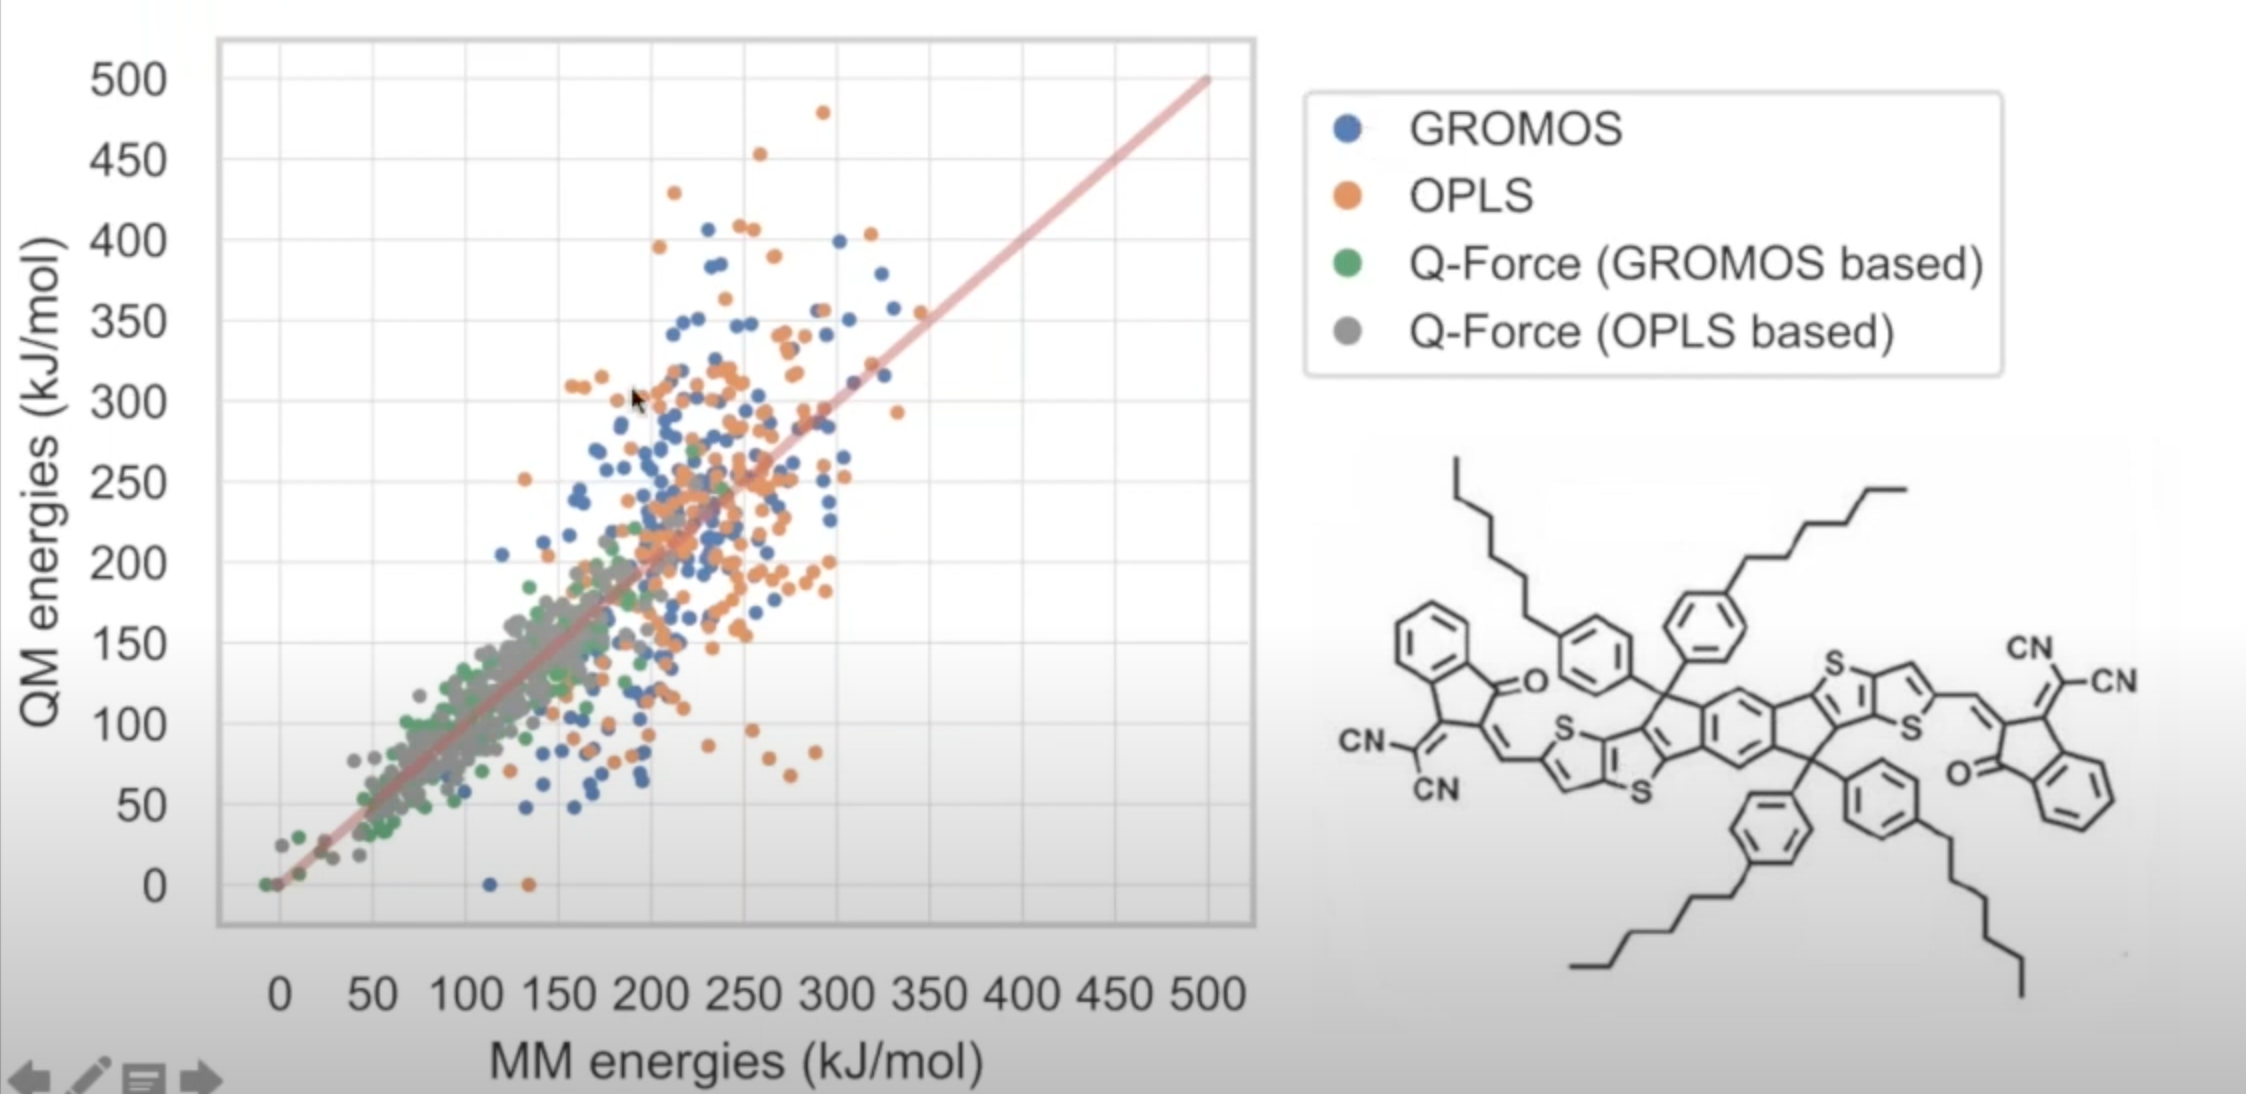 500
450
400
350
300
250
200
150
100
50
0
QM energies (kJ/mol)
0 50 100 150 200 250 300 350 400 450 500
MM energies (kJ/mol)
GROMOS
OPLS
Q-Force (GROMOS based)
Q-Force (OPLS based)
CN
CN
S
O
S
S
CN
O
S
CN